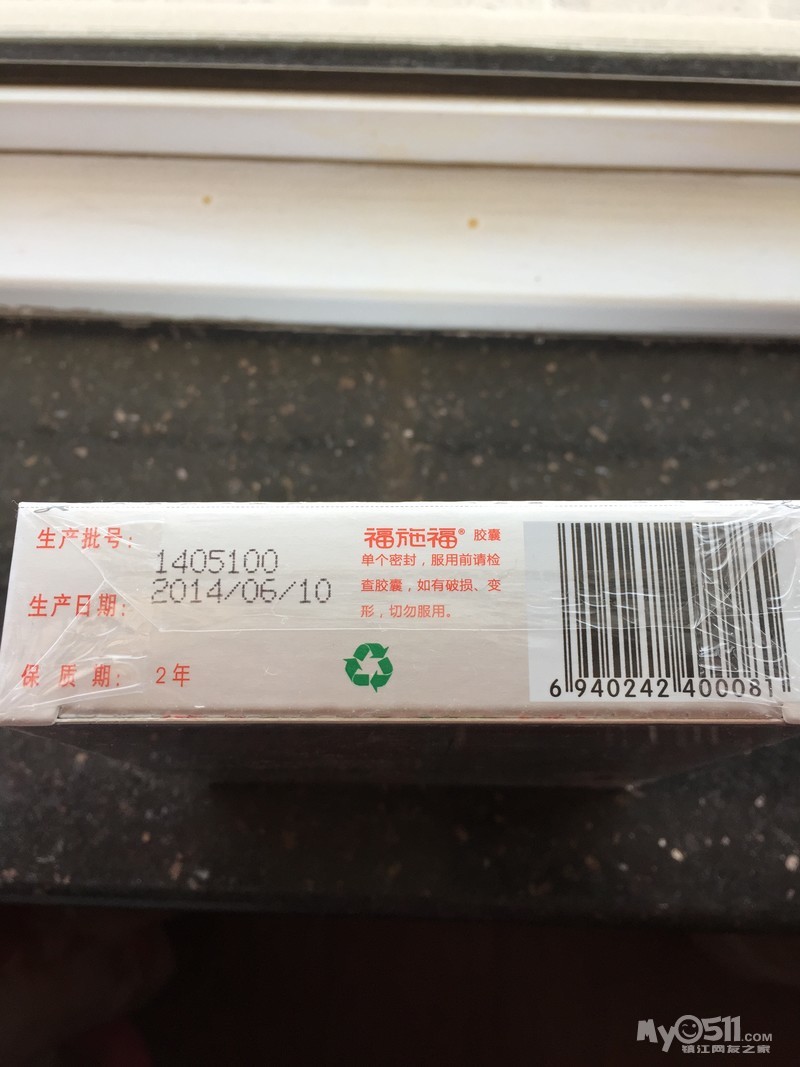 生产批号：
1405100
生产日期：
2014/06/10
保 质 期： 2年
福施福® 胶囊
单个密封，服用前请检
查胶囊，如有破损、变
形，切勿服用。
6 940242 400081
MyO511.COM
镇江网友之家